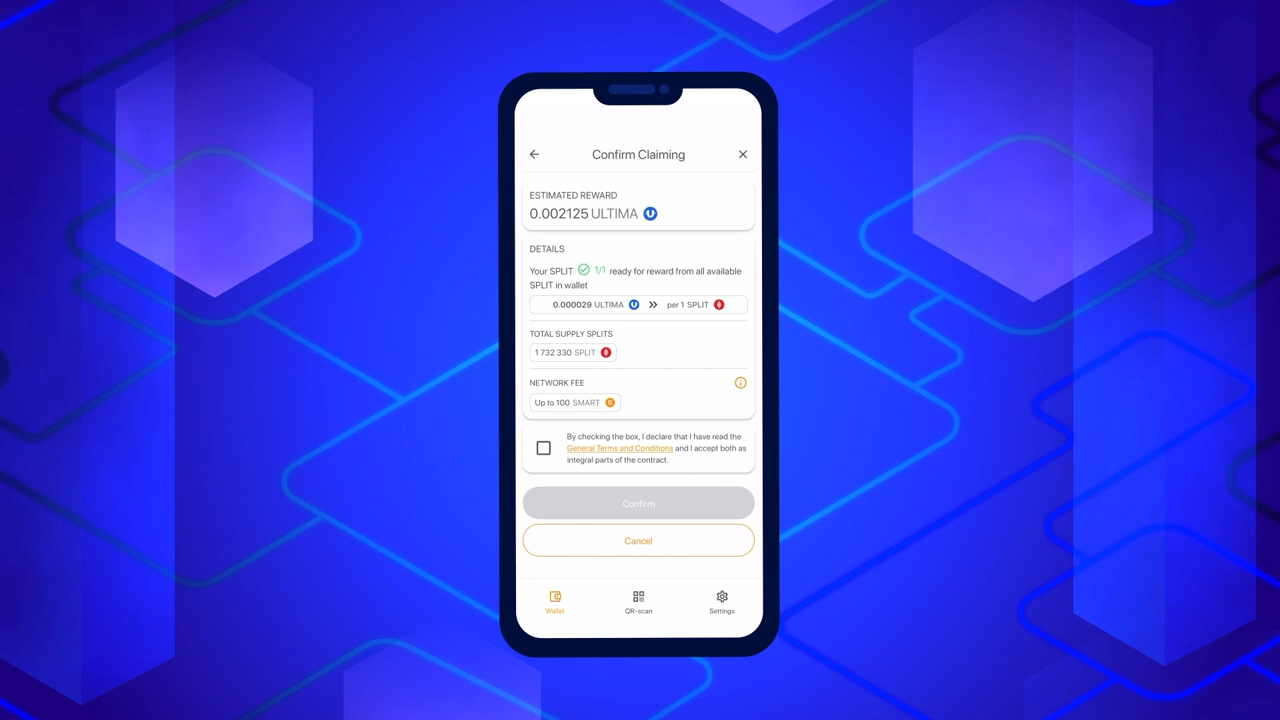 Confirm Claiming
ESTIMATED REWARD
0.002125 ULTIMA
DETAILS
Your SPLIT 1/1 ready for reward from all available
SPLIT in wallet
0.000029 ULTIMA per 1 SPLIT
TOTAL SUPPLY SPLITS
1 732 330 SPLIT
NETWORK FEE
Up to 100 SMART
By checking the box, I declare that I have read the
General Terms and Conditions and I accept both as
integral parts of the contract.
Confirm
Cancel
Wallet QR-scan Settings